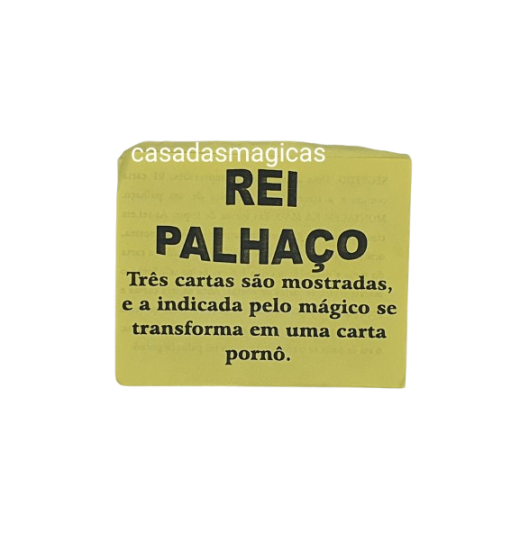 casadasmagicas
REI
PALHAÇO
Três cartas são mostradas,
e a indicada pelo mágico se
transforma em uma carta
pornô.